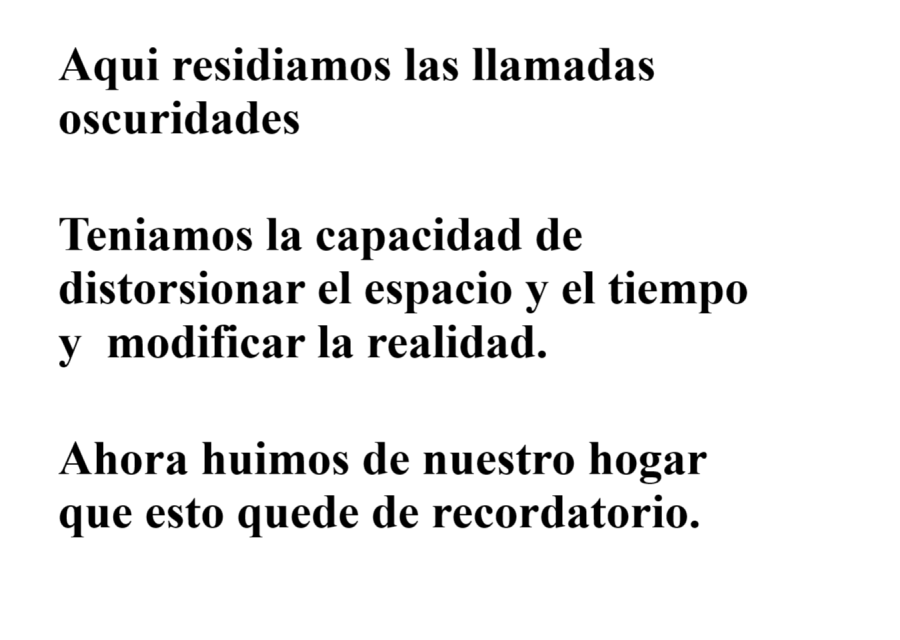 Aqui residiamos las llamadas
oscuridades
Teniamos la capacidad de
distorsionar el espacio y el tiempo
y  modificar la realidad.
Ahora huimos de nuestro hogar
que esto quede de recordatorio.